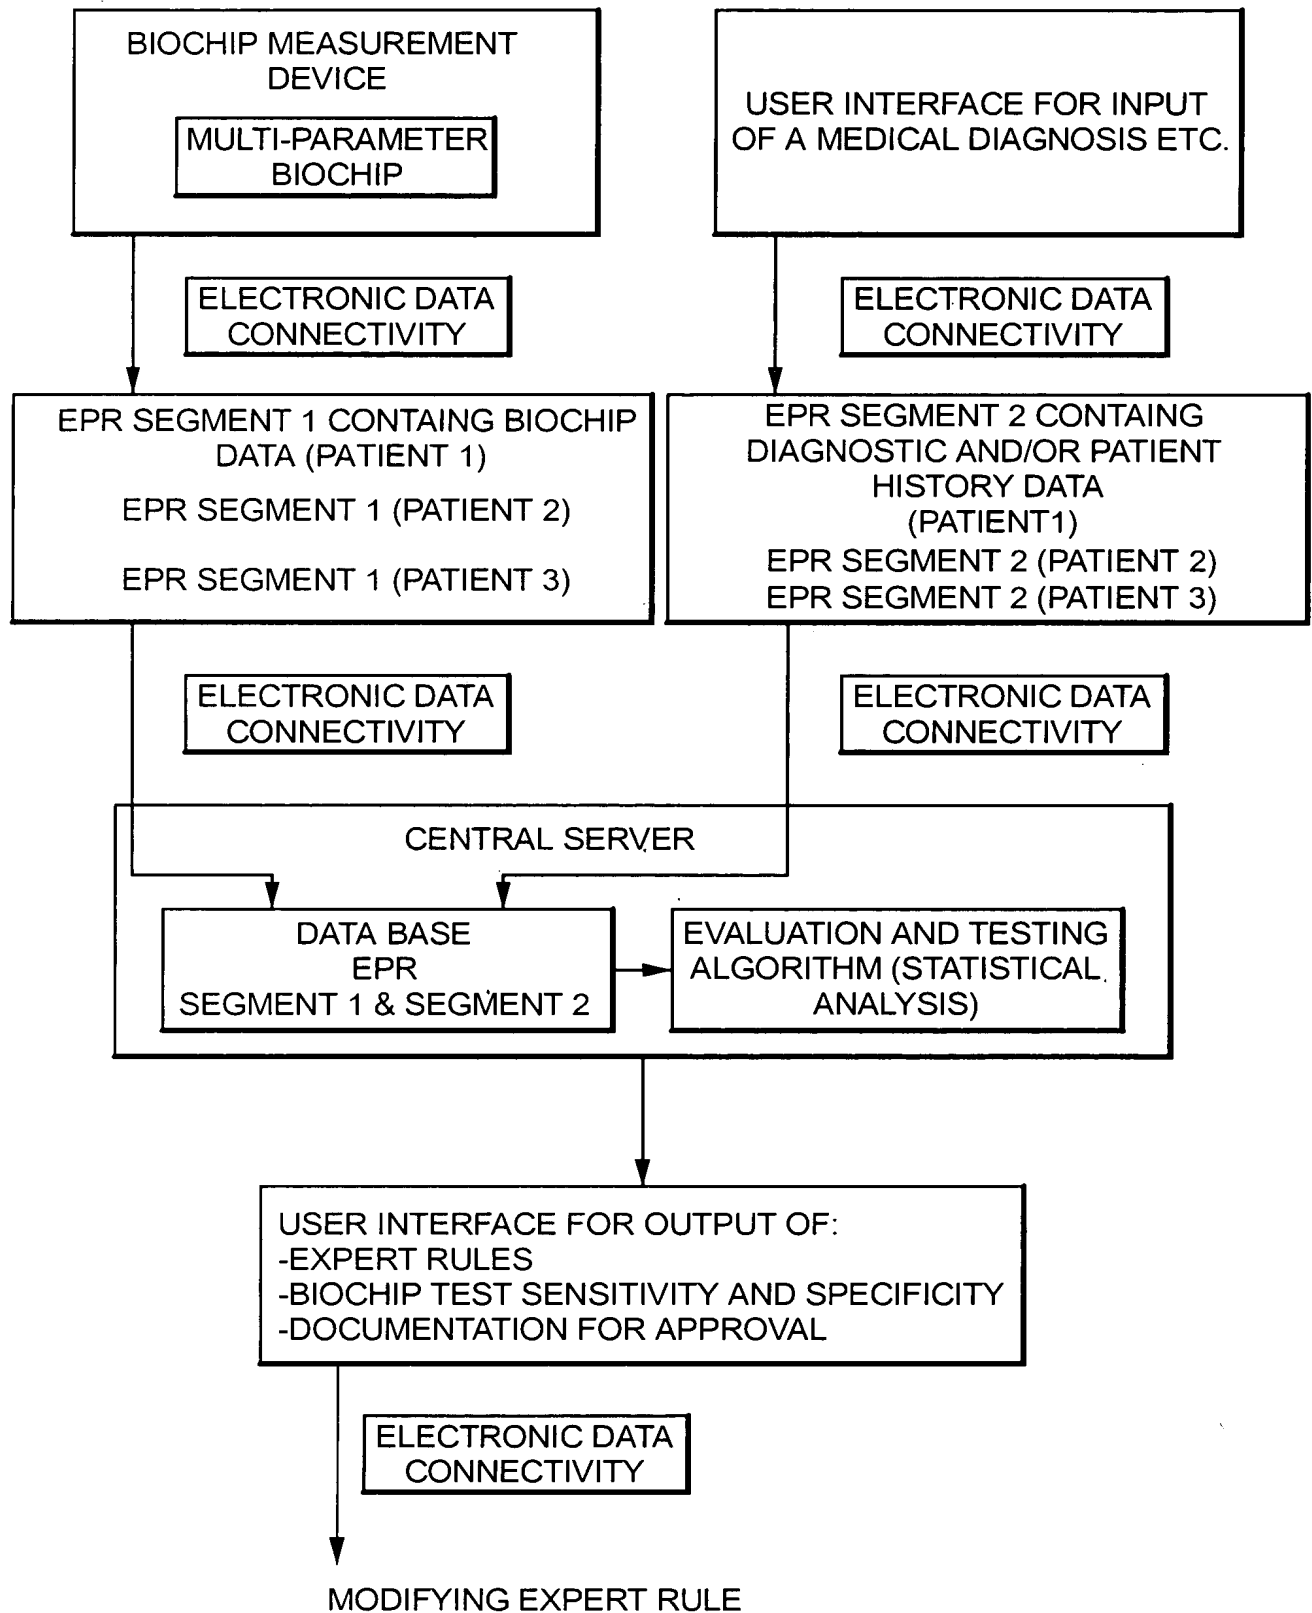 BIOCHIP MEASUREMENT
DEVICE
MULTI-PARAMETER
BIOCHIP
USER INTERFACE FOR INPUT
OF A MEDICAL DIAGNOSIS ETC.
ELECTRONIC DATA
CONNECTIVITY
ELECTRONIC DATA
CONNECTIVITY
EPR SEGMENT 1 CONTAING BIOCHIP
DATA (PATIENT 1)
EPR SEGMENT 1 (PATIENT 2)
EPR SEGMENT 1 (PATIENT 3)
EPR SEGMENT 2 CONTAING
DIAGNOSTIC AND/OR PATIENT
HISTORY DATA
(PATIENT1)
EPR SEGMENT 2 (PATIENT 2)
EPR SEGMENT 2 (PATIENT 3)
ELECTRONIC DATA
CONNECTIVITY
ELECTRONIC DATA
CONNECTIVITY
CENTRAL SERVER
DATA BASE
EPR
SEGMENT 1 & SEGMENT 2
EVALUATION AND TESTING
ALGORITHM (STATISTICAL
ANALYSIS)
USER INTERFACE FOR OUTPUT OF:
-EXPERT RULES
-BIOCHIP TEST SENSITIVITY AND SPECIFICITY
-DOCUMENTATION FOR APPROVAL
ELECTRONIC DATA
CONNECTIVITY
MODIFYING EXPERT RULE